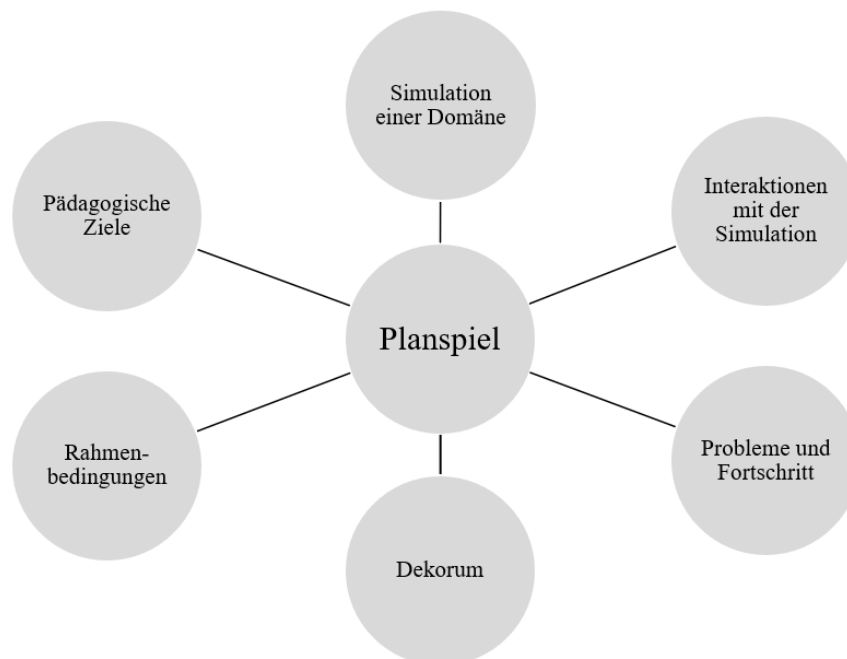 Simulation
einer Domäne
Pädagogische
Ziele
Interaktionen
mit der
Simulation
Planspiel
Rahmen-
bedingungen
Probleme und
Fortschritt
Dekorum